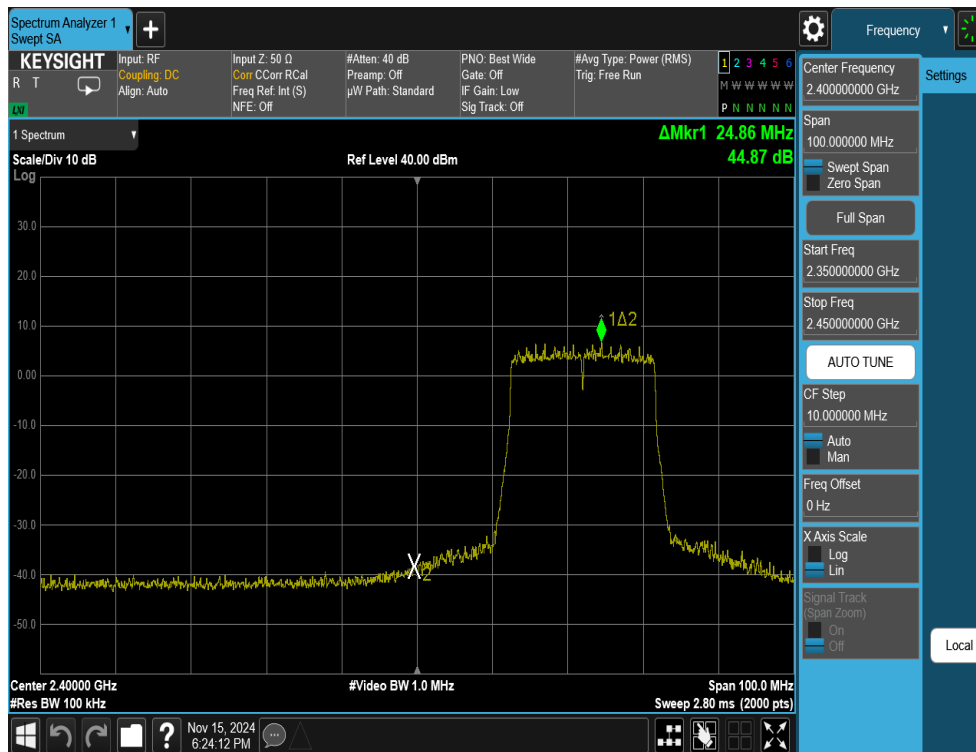 Spectrum Analyzer 1
Swept SA
Frequency
KEYSIGHT
R T
LXI
Input: RF
Coupling: DC
Align: Auto
Input Z: 50 Ω
Corr CCorr RCal
Freq Ref: Int (S)
NFE: Off
#Atten: 40 dB
Preamp: Off
µW Path: Standard
PNO: Best Wide
Gate: Off
IF Gain: Low
Sig Track: Off
#Avg Type: Power (RMS)
Trig: Free Run
1 2 3 4 5 6
M W W W W W
P N N N N N
1 Spectrum
ΔMkr1 24.86 MHz
44.87 dB
Scale/Div 10 dB
Ref Level 40.00 dBm
Log
30.0
20.0
10.0
0.00
-10.0
-20.0
-30.0
-40.0
-50.0
1Δ2
2
Center 2.40000 GHz
#Video BW 1.0 MHz
Span 100.0 MHz
#Res BW 100 kHz
Sweep 2.80 ms (2000 pts)
Center Frequency
2.400000000 GHz
Settings
Span
100.000000 MHz
Swept Span
Zero Span
Full Span
Start Freq
2.350000000 GHz
Stop Freq
2.450000000 GHz
AUTO TUNE
CF Step
10.000000 MHz
Auto
Man
Freq Offset
0 Hz
X Axis Scale
Log
Lin
Signal Track
(Span Zoom)
On
Off
Local
Nov 15, 2024
6:24:12 PM